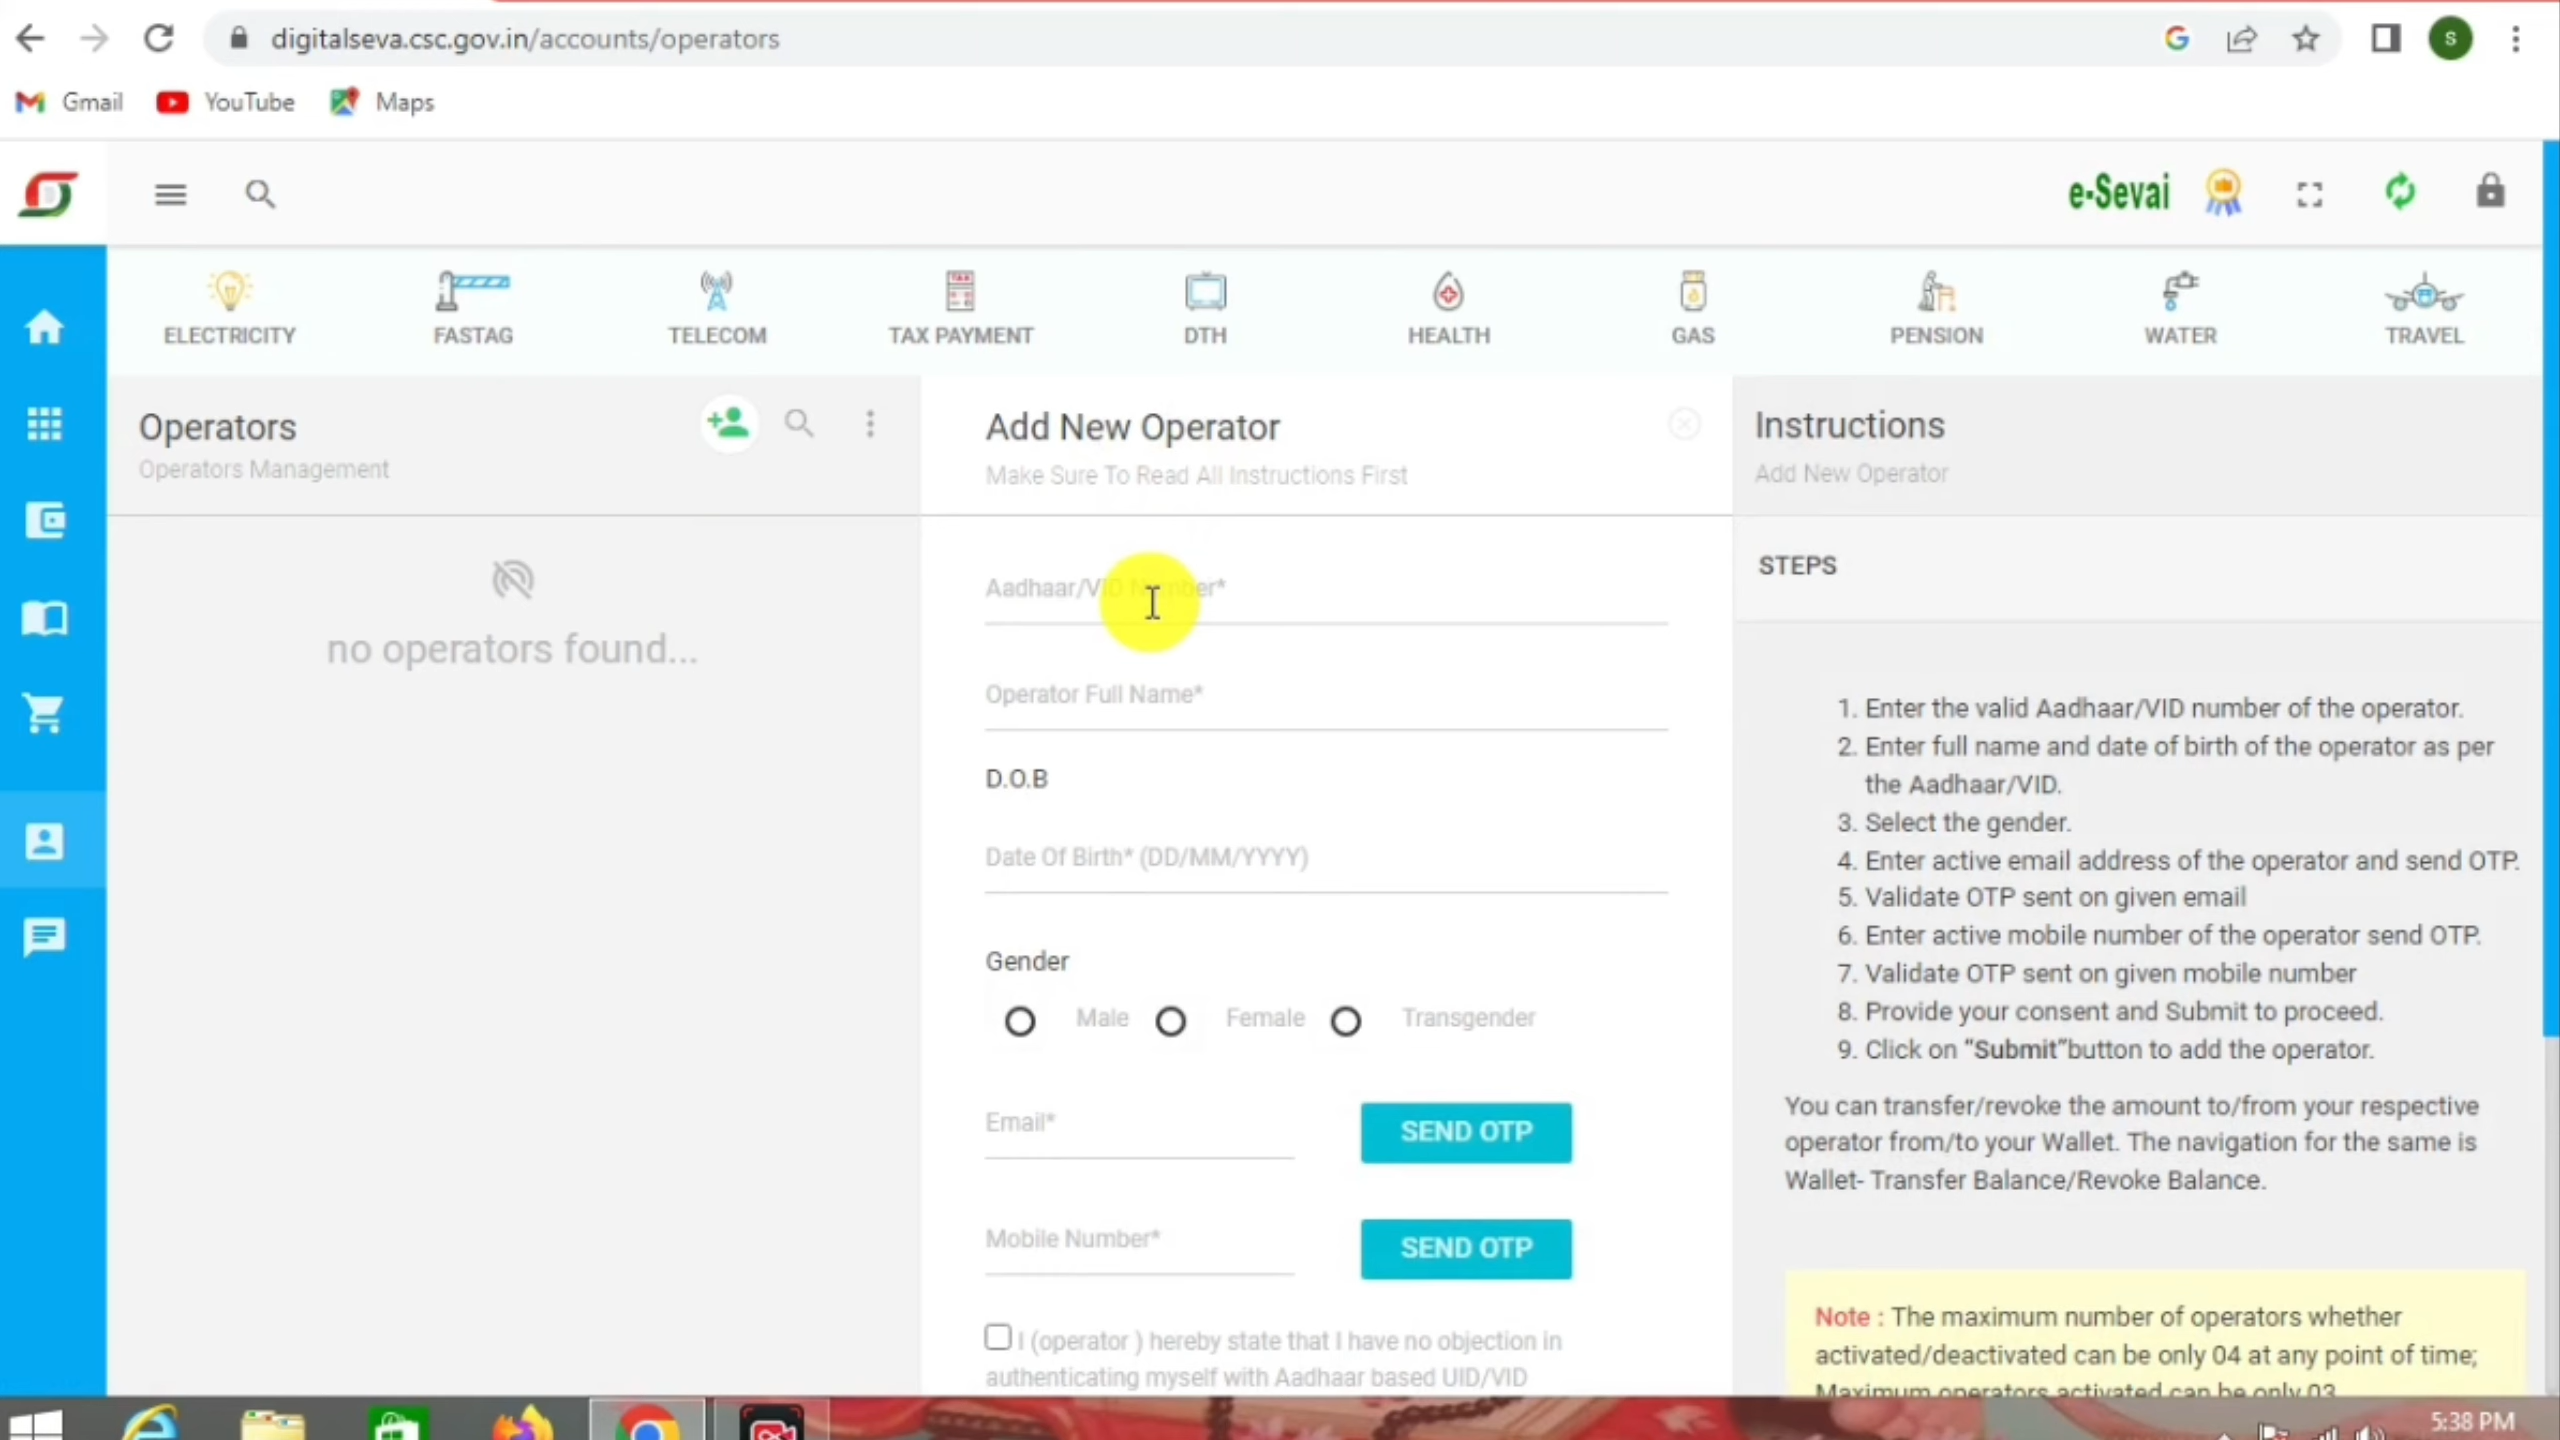 digitalseva.csc.gov.in/accounts/operators
S
Gmail
YouTube
Maps
e-Sevai
ELECTRICITY
FASTAG
TELECOM
TAX
TAX PAYMENT
DTH
HEALTH
GAS
PENSION
WATER
TRAVEL
Operators
Operators Management
no operators found...
Add New Operator
Make Sure To Read All Instructions First
Aadhaar/VID Number*
Operator Full Name*
D.O.B
Date Of Birth* (DD/MM/YYYY)
Gender
Male
Female
Transgender
Email*
SEND OTP
Mobile Number*
SEND OTP
I (operator ) hereby state that I have no objection in
authenticating myself with Aadhaar based UID/VID
Instructions
Add New Operator
STEPS
1. Enter the valid Aadhaar/VID number of the operator.
2. Enter full name and date of birth of the operator as per
the Aadhaar/VID.
3. Select the gender.
4. Enter active email address of the operator and send OTP.
5. Validate OTP sent on given email
6. Enter active mobile number of the operator send OTP.
7. Validate OTP sent on given mobile number
8. Provide your consent and Submit to proceed.
9. Click on “Submit”button to add the operator.
You can transfer/revoke the amount to/from your respective
operator from/to your Wallet. The navigation for the same is
Wallet- Transfer Balance/Revoke Balance.
Note : The maximum number of operators whether
activated/deactivated can be only 04 at any point of time;
Maximum operators activated can be only 03
5:38 PM